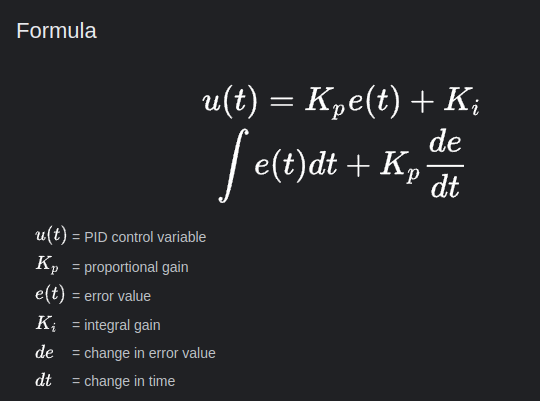 Formula
u(t) = K_p e(t) + K_i
∫ e(t)dt + K_p de/dt
u(t) = PID control variable
K_p = proportional gain
e(t) = error value
K_i = integral gain
de = change in error value
dt = change in time